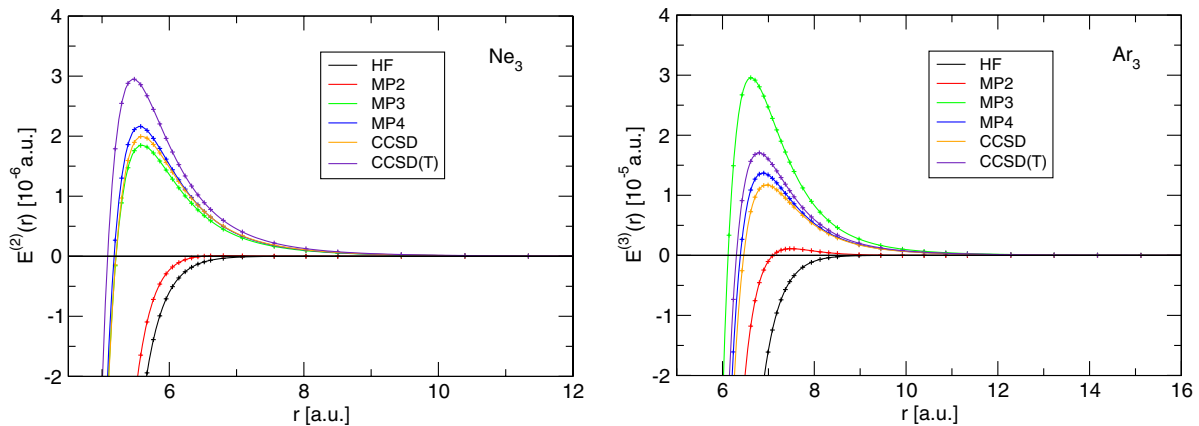 4
3
2
1
0
-1
-2
E(2)(r) [10-6 a.u.]
Ne3
HF
MP2
MP3
MP4
CCSD
CCSD(T)
6
8
10
12
r [a.u.]
4
3
2
1
0
-1
-2
E(3)(r) [10-5 a.u.]
Ar3
HF
MP2
MP3
MP4
CCSD
CCSD(T)
6
8
10
12
14
16
r [a.u.]